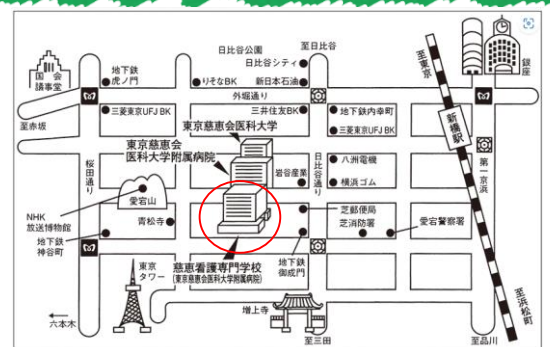 日比谷公園
至日比谷
日比谷シティ
新日本石油
りそなBK
地下鉄
虎ノ門
国会
議事堂
外堀通り
銀座
至東京
三菱東京UFJ BK
三井住友BK
地下鉄内幸町
三菱東京UFJ BK
至赤坂
東京慈恵会医科大学
東京慈恵会
医科大学附属病院
新橋駅
桜田通り
日比谷通り
第一京浜
岩谷産業
八洲電機
横浜ゴム
愛宕山
NHK
放送博物館
青松寺
芝郵便局
芝消防署
愛宕警察署
地下鉄
神谷町
慈恵看護専門学校
(東京慈恵会医科大学附属病院)
地下鉄
御成門
東京
タワー
増上寺
六本木
至三田
至浜松町
至品川